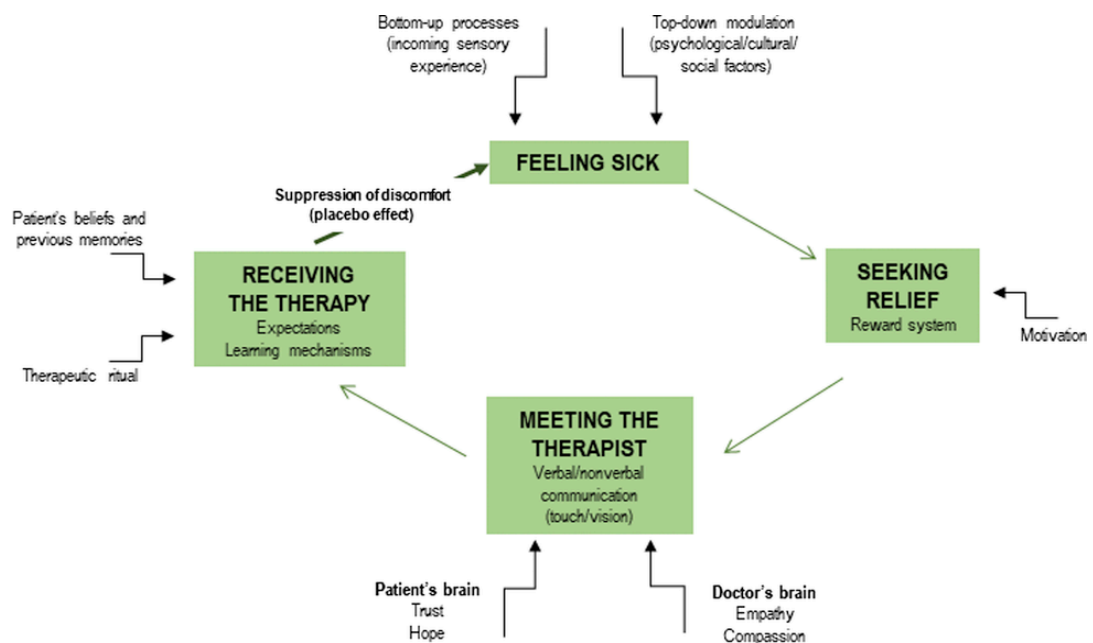 Bottom-up processes
(incoming sensory
experience)
Top-down modulation
(psychological/cultural/
social factors)
FEELING SICK
Suppression of discomfort
(placebo effect)
Patient's beliefs and
previous memories
RECEIVING
THE THERAPY
Expectations
Learning mechanisms
SEEKING
RELIEF
Reward system
Motivation
Therapeutic ritual
MEETING THE
THERAPIST
Verbal/nonverbal
communication
(touch/vision)
Patient's brain
Trust
Hope
Doctor's brain
Empathy
Compassion